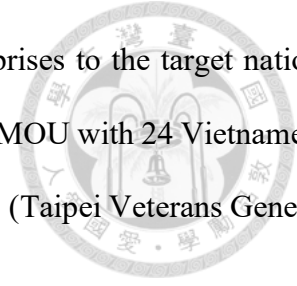 prises to the target natio
MOU with 24 Vietname
(Taipei Veterans Gene